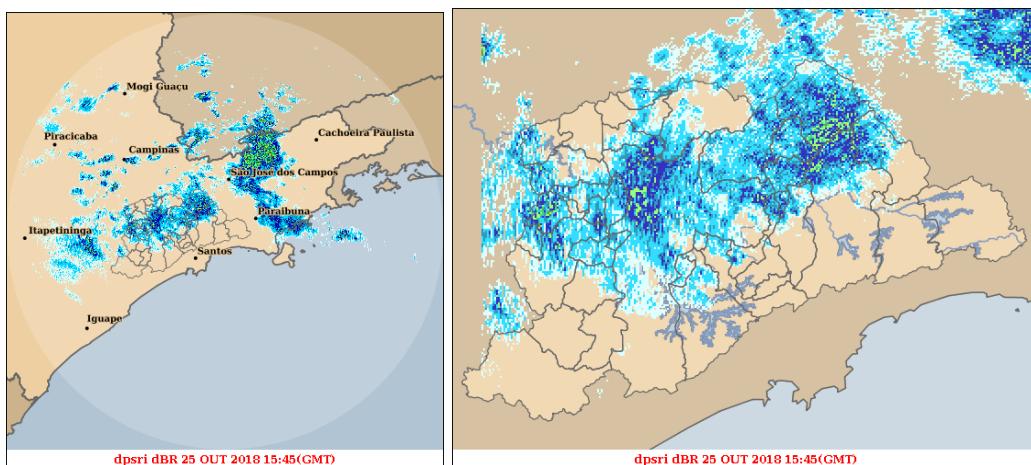 Mogi Guaçu
Piracicaba
Cachoeira Paulista
Campinas
São José dos Campos
Paraibuna
Itapetininga
Santos
Iguape
dpsri dBR 25 OUT 2018 15:45(GMT)
dpsri dBR 25 OUT 2018 15:45(GMT)